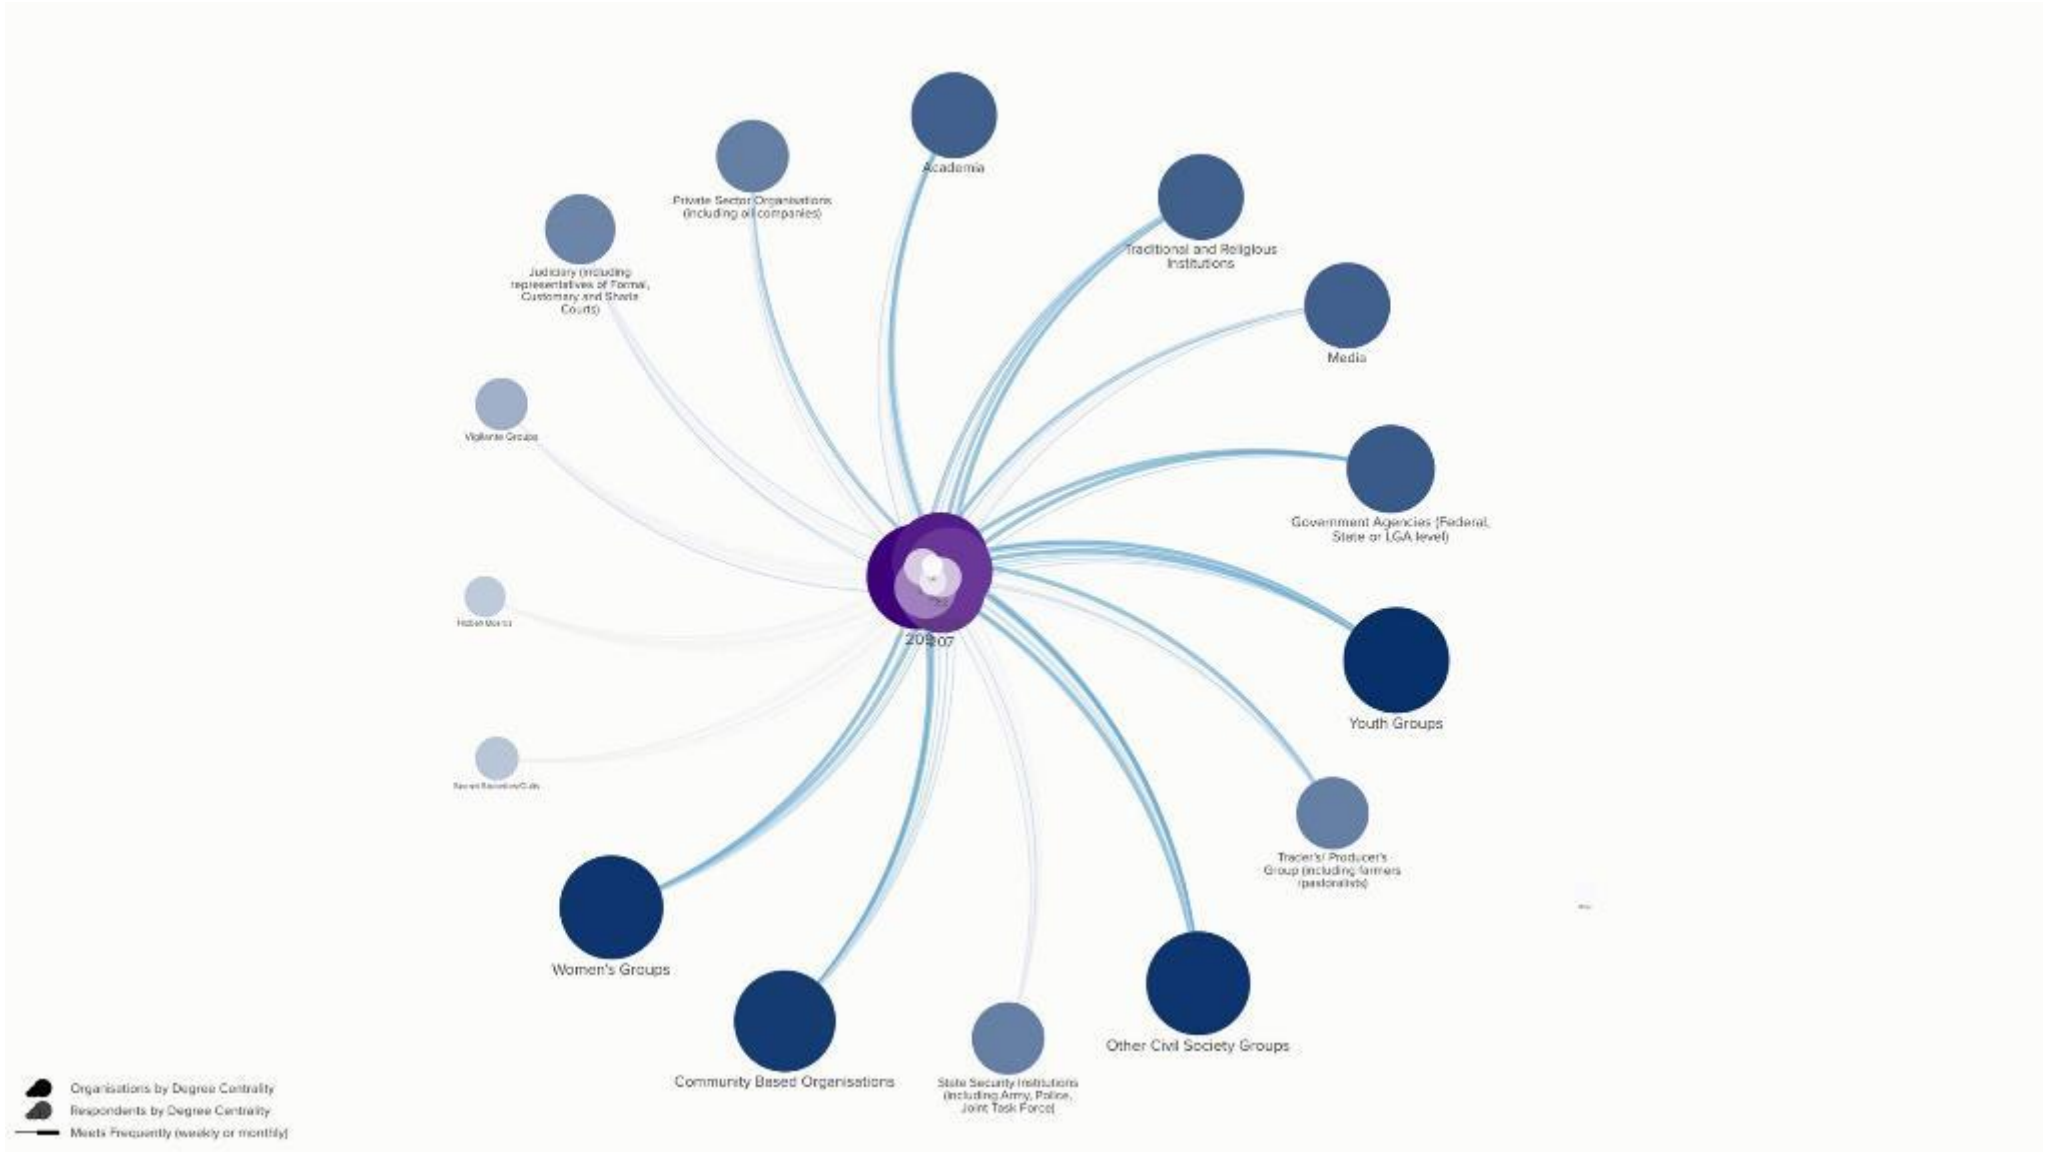 Academia
Private Sector Organisations
(including oil companies)
Traditional and Religious
Institutions
Judiciary (including
representatives of Formal,
Customary and Sharia
Courts)
Media
Vigilante Groups
Government Agencies (Federal,
State or LGA level)
207
Youth Groups
Trader's/ Producer's
Group (including farmers
/pastoralists)
Women's Groups
Other Civil Society Groups
Community Based Organisations
State Security Institutions
(including Army, Police,
Joint Task Force)
Organisations by Degree Centrality
Respondents by Degree Centrality
Meets Frequently (weekly or monthly)